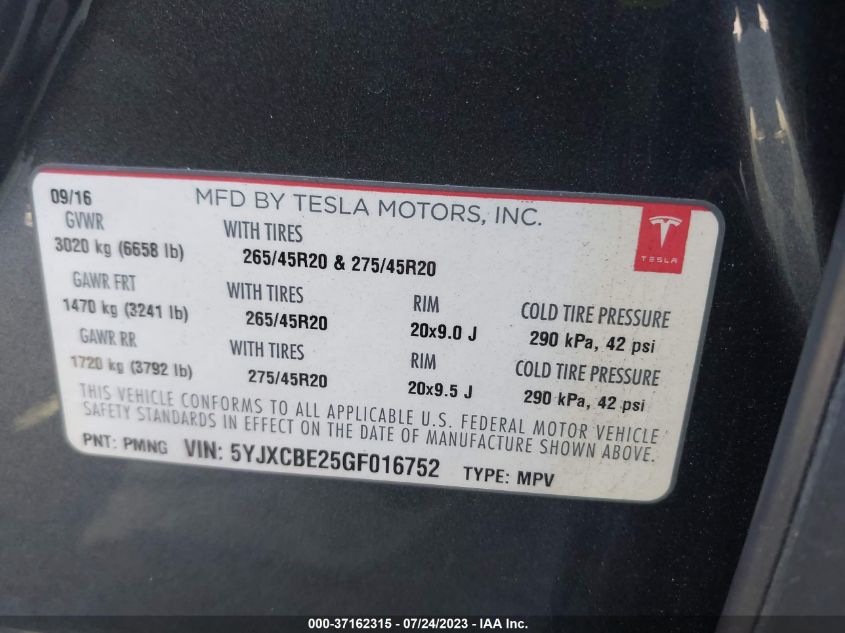 09/16 MFD BY TESLA MOTORS, INC.
GVWR WITH TIRES
3020 kg (6658 lb) 265/45R20 & 275/45R20
TESLA
GAWR FRT WITH TIRES RIM COLD TIRE PRESSURE
1470 kg (3241 lb) 265/45R20 20x9.0 J 290 kPa, 42 psi
GAWR RR WITH TIRES RIM COLD TIRE PRESSURE
1720 kg (3792 lb) 275/45R20 20x9.5 J 290 kPa, 42 psi
THIS VEHICLE CONFORMS TO ALL APPLICABLE U.S. FEDERAL MOTOR VEHICLE
SAFETY STANDARDS IN EFFECT ON THE DATE OF MANUFACTURE SHOWN ABOVE.
PNT: PMNG VIN: 5YJXCBE25GF016752 TYPE: MPV
000-37162315 - 07/24/2023 - IAA Inc.